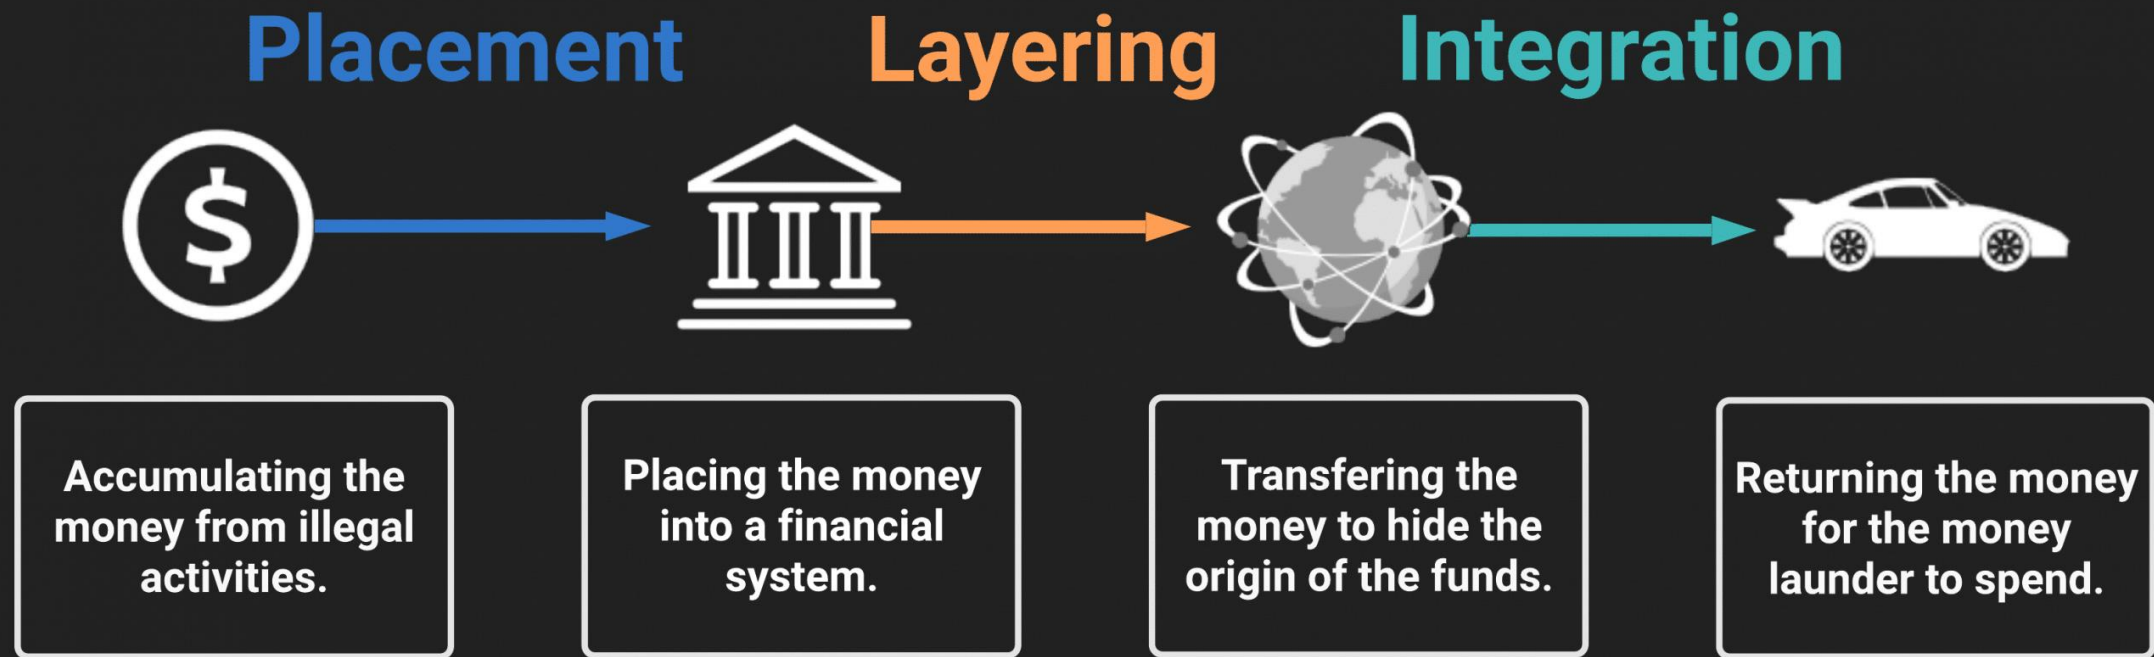 Placement
Layering
Integration
$
Accumulating the
money from illegal
activities.
Placing the money
into a financial
system.
Transfering the
money to hide the
origin of the funds.
Returning the money
for the money
launder to spend.